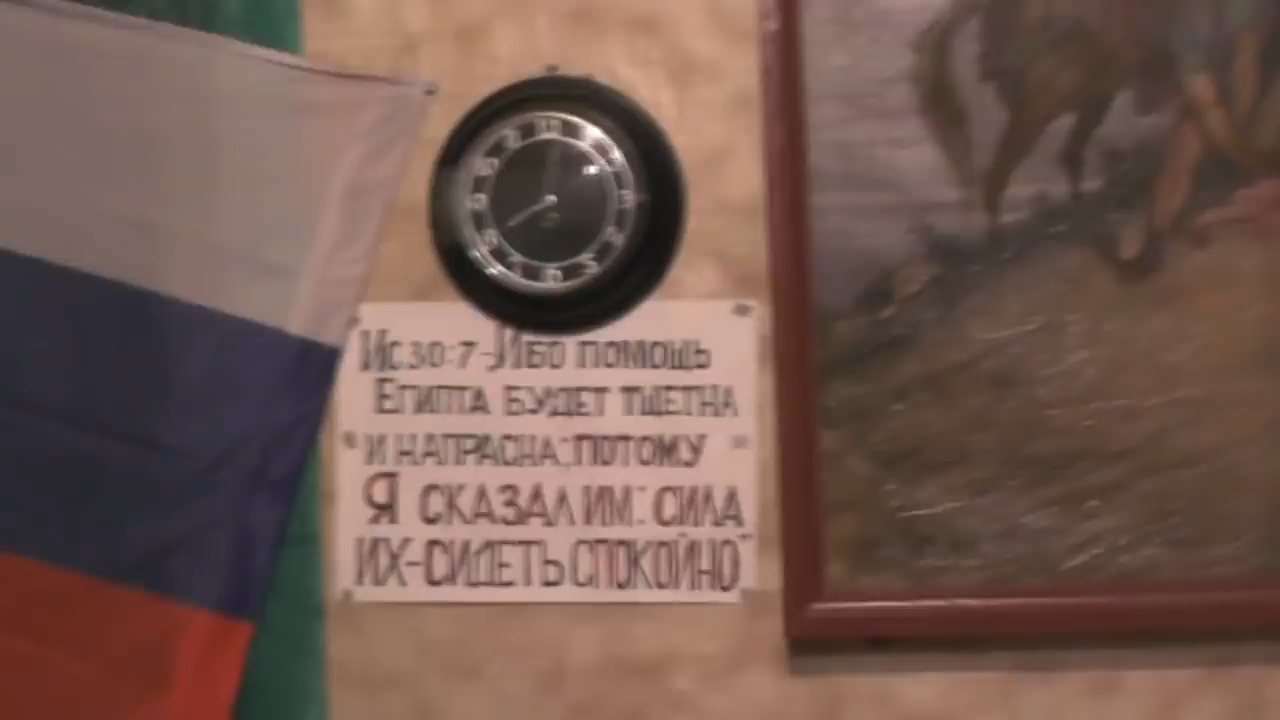 Ис.30:7-Ибо помощь
Египта будет тщетна
и напрасна; потому
Я сказал им: сила
их-сидеть спокойно"